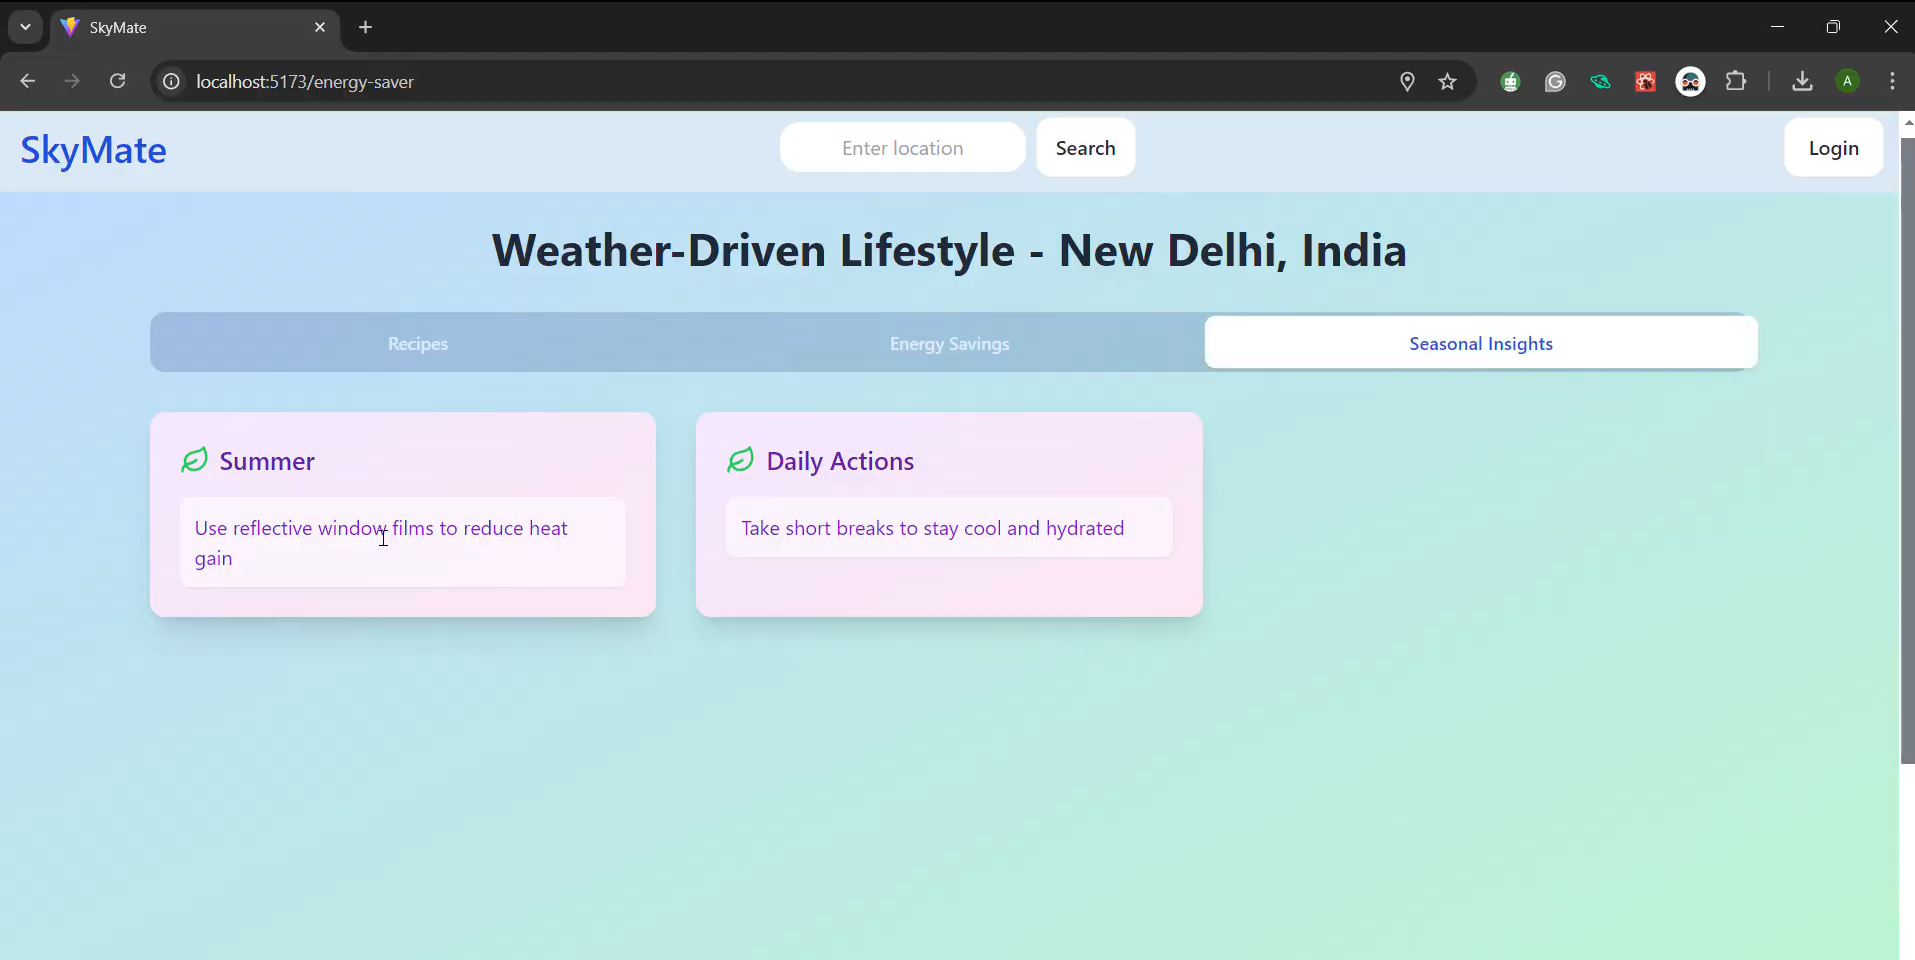 SkyMate
localhost:5173/energy-saver
A
SkyMate
Enter location
Search
Login
Weather-Driven Lifestyle - New Delhi, India
Recipes
Energy Savings
Seasonal Insights
Summer
Use reflective window films to reduce heat
gain
Daily Actions
Take short breaks to stay cool and hydrated